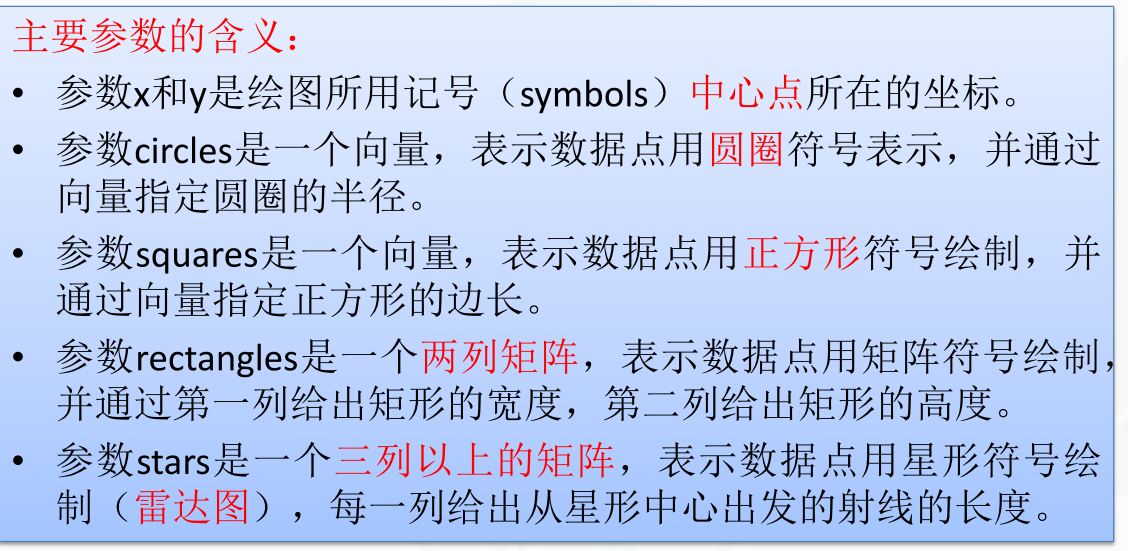 主要参数的含义：
• 参数x和y是绘图所用记号（symbols）中心点所在的坐标。
• 参数circles是一个向量，表示数据点用圆圈符号表示，并通过
向量指定圆圈的半径。
• 参数squares是一个向量，表示数据点用正方形符号绘制，并
通过向量指定正方形的边长。
• 参数rectangles是一个两列矩阵，表示数据点用矩阵符号绘制，
并通过第一列给出矩形的宽度，第二列给出矩形的高度。
• 参数stars是一个三列以上的矩阵，表示数据点用星形符号绘
制（雷达图），每一列给出从星形中心出发的射线的长度。